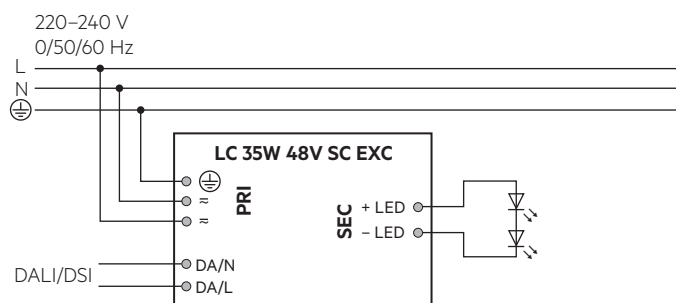 220–240 V
0/50/60 Hz
L
N
LC 35W 48V SC EXC
PRI
≂
≂
SEC
+ LED
– LED
DALI/DSI
DA/N
DA/L